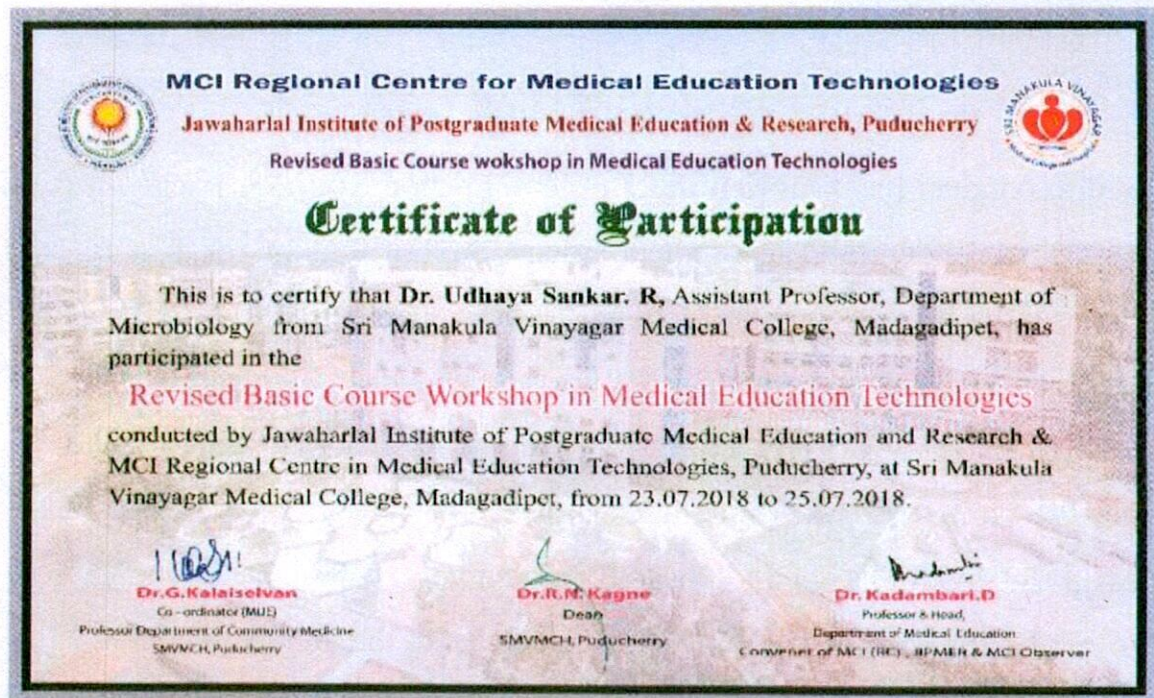 MCI Regional Centre for Medical Education Technologies
Jawaharlal Institute of Postgraduate Medical Education & Research, Puducherry
Revised Basic Course wokshop in Medical Education Technologies
SRI MANAKULA VINAYAGAR
Medical College and Hospital
Certificate of Participation
This is to certify that Dr. Udhaya Sankar. R, Assistant Professor, Department of
Microbiology from Sri Manakula Vinayagar Medical College, Madagadipet, has
participated in the
Revised Basic Course Workshop in Medical Education Technologies
conducted by Jawaharlal Institute of Postgraduate Medical Education and Research &
MCI Regional Centre in Medical Education Technologies, Puducherry, at Sri Manakula
Vinayagar Medical College, Madagadipet, from 23.07.2018 to 25.07.2018.
Dr.G.Kalaiselvan
Co-ordinator (MUE)
Professor Department of Community Medicine
SMVMCH, Puducherry
Dr.R.N. Kagne
Dean
SMVMCH, Puducherry
Dr. Kadambari.D
Professor & Head,
Department of Medical Education
Convener of MCI (RC), JIPMER & MCI Observer